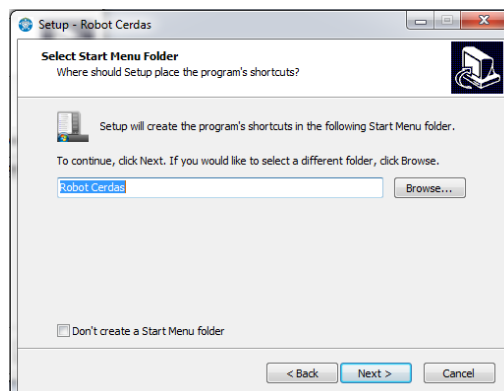 Setup - Robot Cerdas
Select Start Menu Folder
Where should Setup place the program's shortcuts?
Setup will create the program's shortcuts in the following Start Menu folder.
To continue, click Next. If you would like to select a different folder, click Browse.
Robot Cerdas
Browse...
Don't create a Start Menu folder
< Back
Next >
Cancel